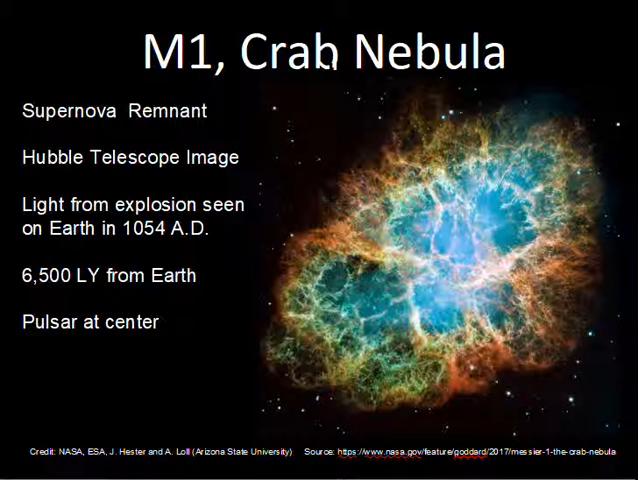 M1, Crab Nebula
Supernova  Remnant
Hubble Telescope Image
Light from explosion seen
on Earth in 1054 A.D.
6,500 LY from Earth
Pulsar at center
Credit: NASA, ESA, J. Hester and A. Loll (Arizona State University)     Source: https://www.nasa.gov/feature/goddard/2017/messier-1-the-crab-nebula